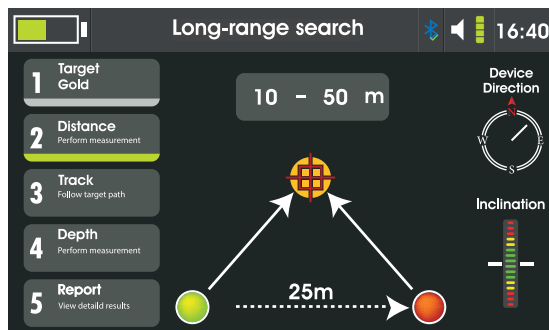 Long-range search
16:40
1 Target
Gold
2 Distance
Perform measurement
3 Track
Follow target path
4 Depth
Perform measurement
5 Report
View detaild results
10 - 50 m
25m
Device
Direction
N
W E
S
Inclination